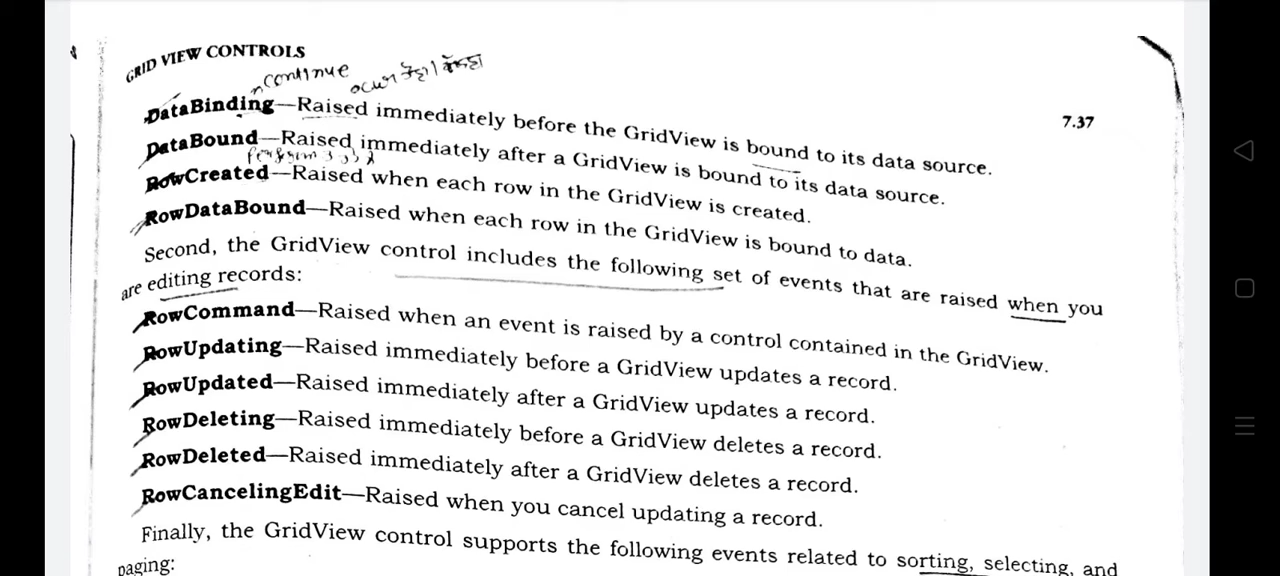 GRID VIEW CONTROLS
continue
occur
7.37
DataBinding—Raised immediately before the GridView is bound to its data source.
DataBound—Raised immediately after a GridView is bound to its data source.
RowCreated—Raised when each row in the GridView is created.
RowDataBound—Raised when each row in the GridView is bound to data.
Second, the GridView control includes the following set of events that are raised when you
are editing records:
RowCommand—Raised when an event is raised by a control contained in the GridView.
RowUpdating—Raised immediately before a GridView updates a record.
RowUpdated—Raised immediately after a GridView updates a record.
RowDeleting—Raised immediately before a GridView deletes a record.
RowDeleted—Raised immediately after a GridView deletes a record.
RowCancelingEdit—Raised when you cancel updating a record.
Finally, the GridView control supports the following events related to sorting, selecting, and
paging: